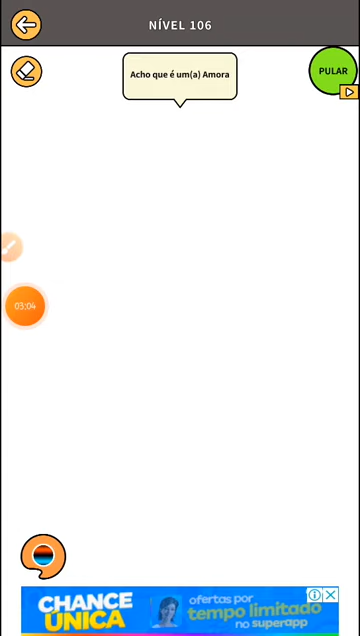 NÍVEL 106
Acho que é um(a) Amora
PULAR
03:04
CHANCE
ÚNICA
ofertas por
tempo limitado
no superapp